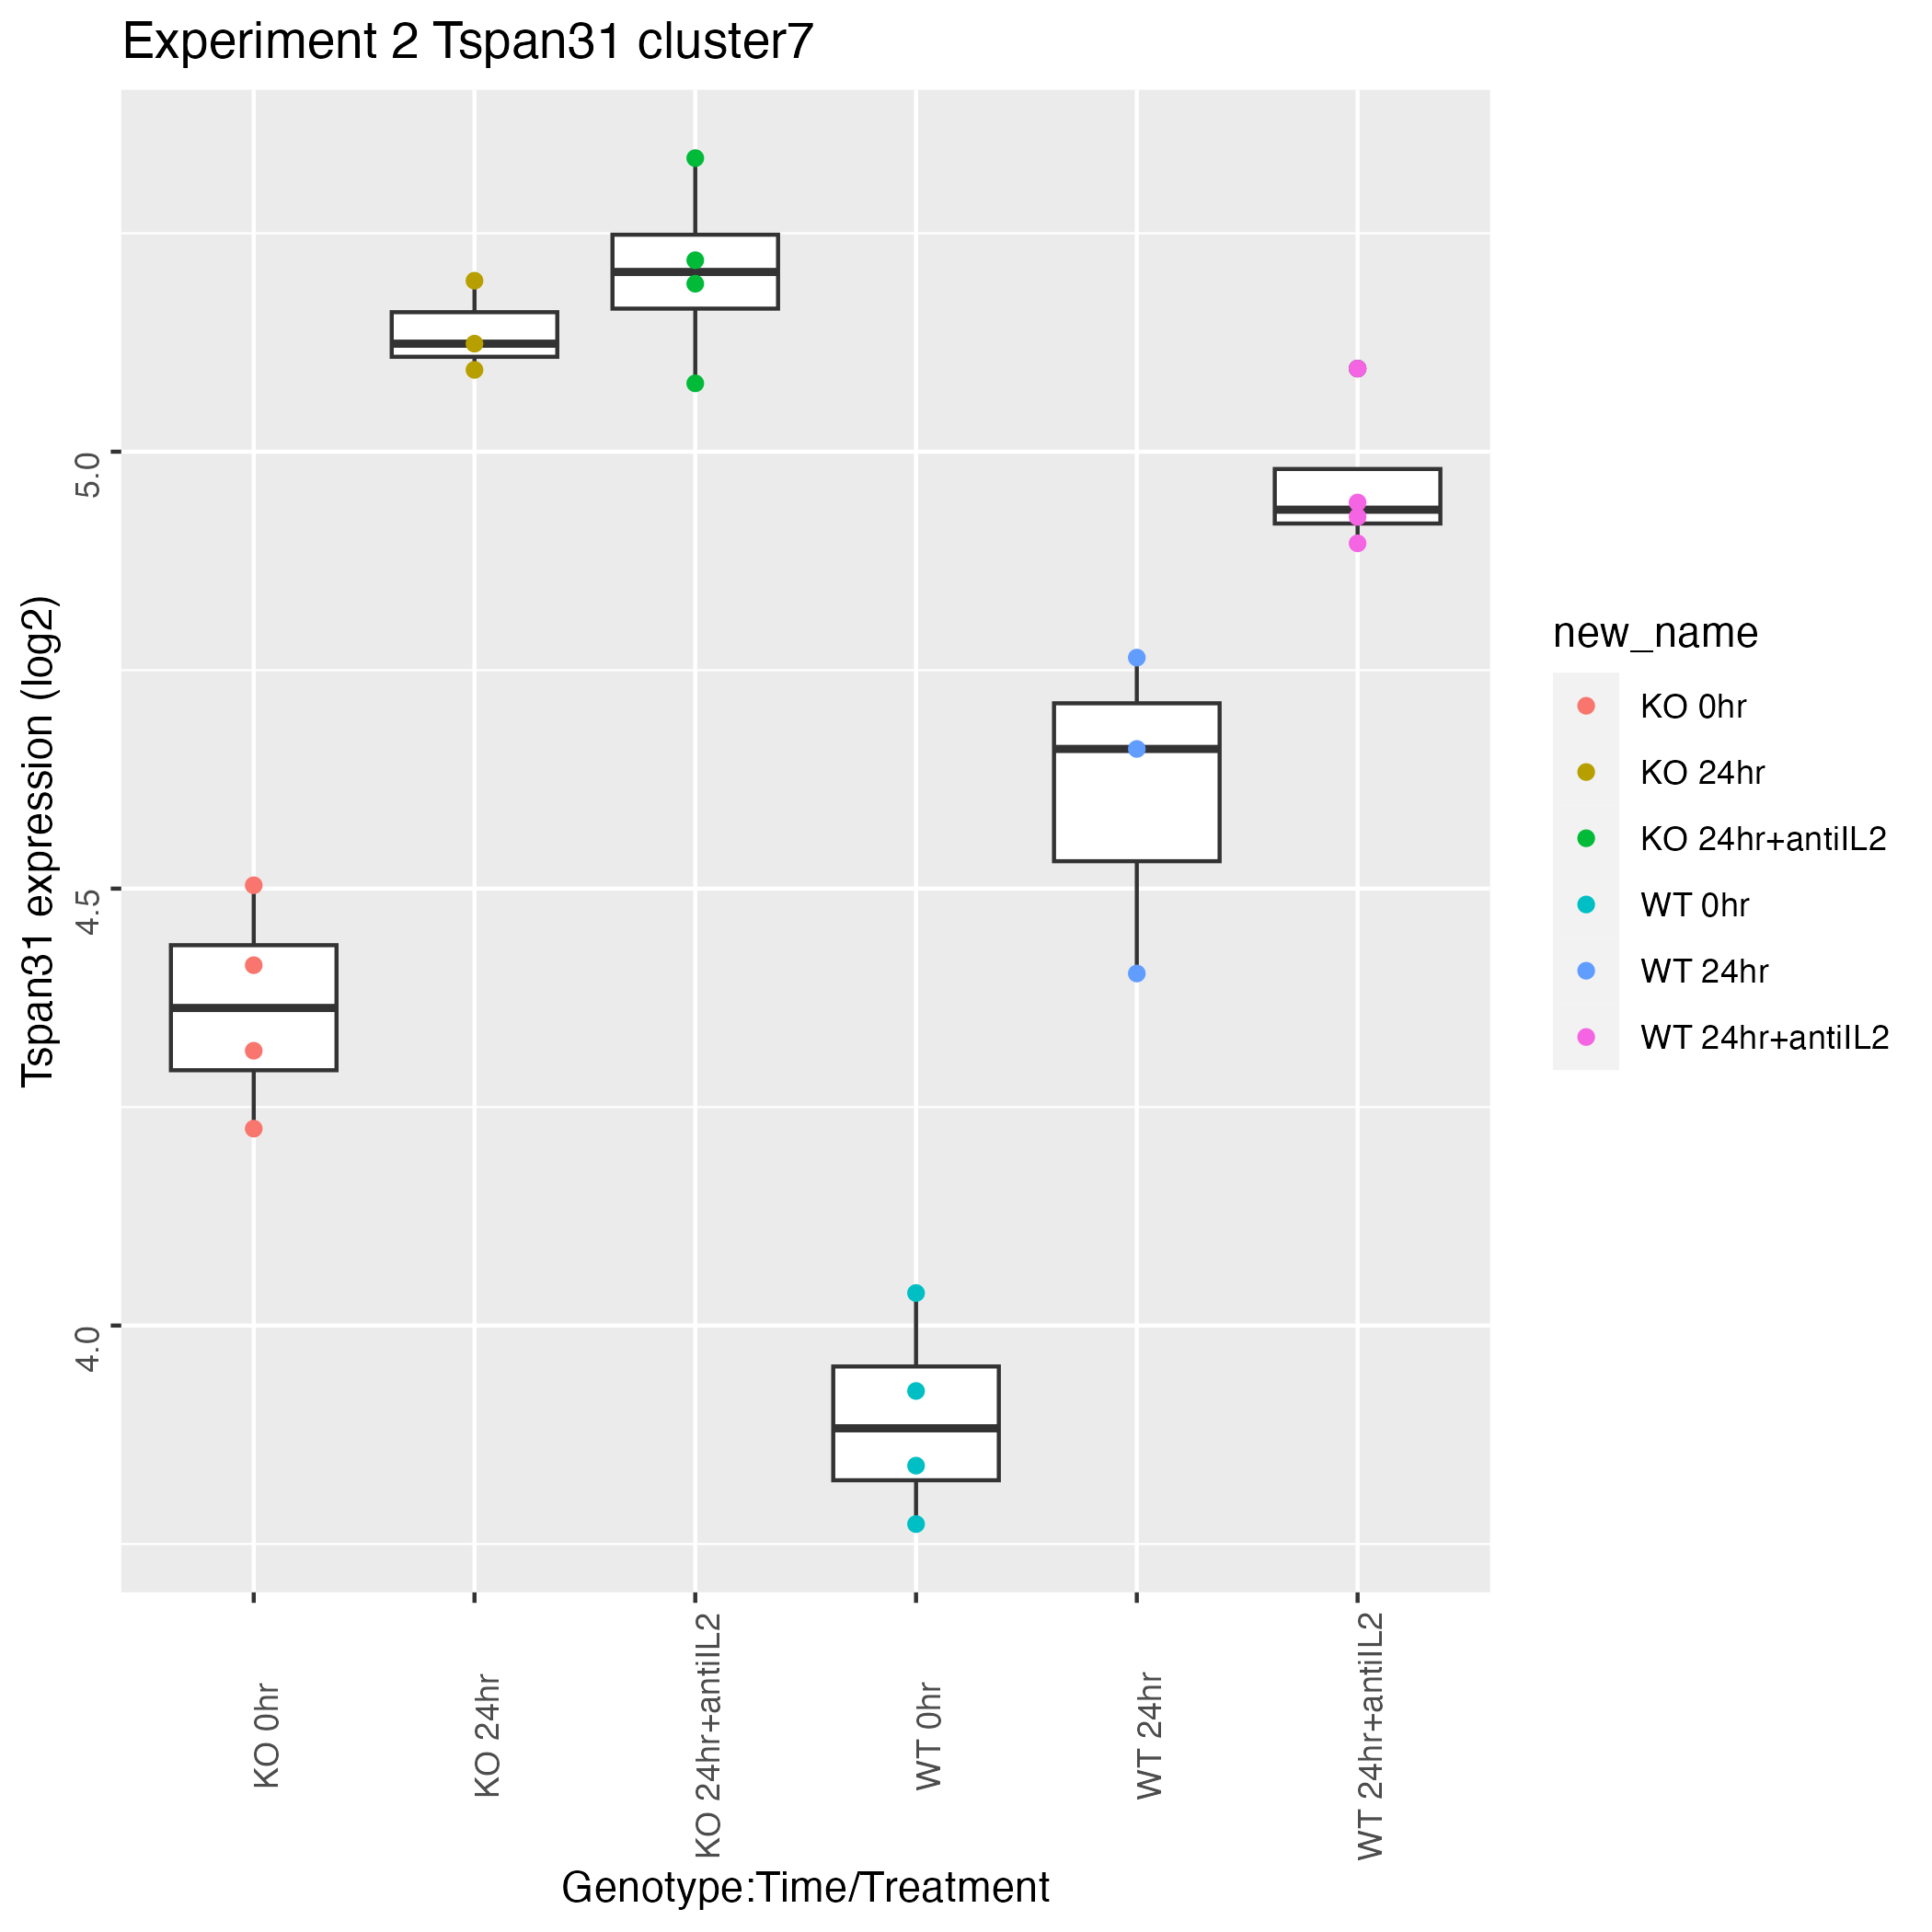 Experiment 2 Tspan31 cluster7
Tspan31 expression (log2)
5.0
4.5
4.0
KO 0hr
KO 24hr
KO 24hr+antiIL2
WT 0hr
WT 24hr
WT 24hr+antiIL2
Genotype:Time/Treatment
new_name
KO 0hr
KO 24hr
KO 24hr+antiIL2
WT 0hr
WT 24hr
WT 24hr+antiIL2